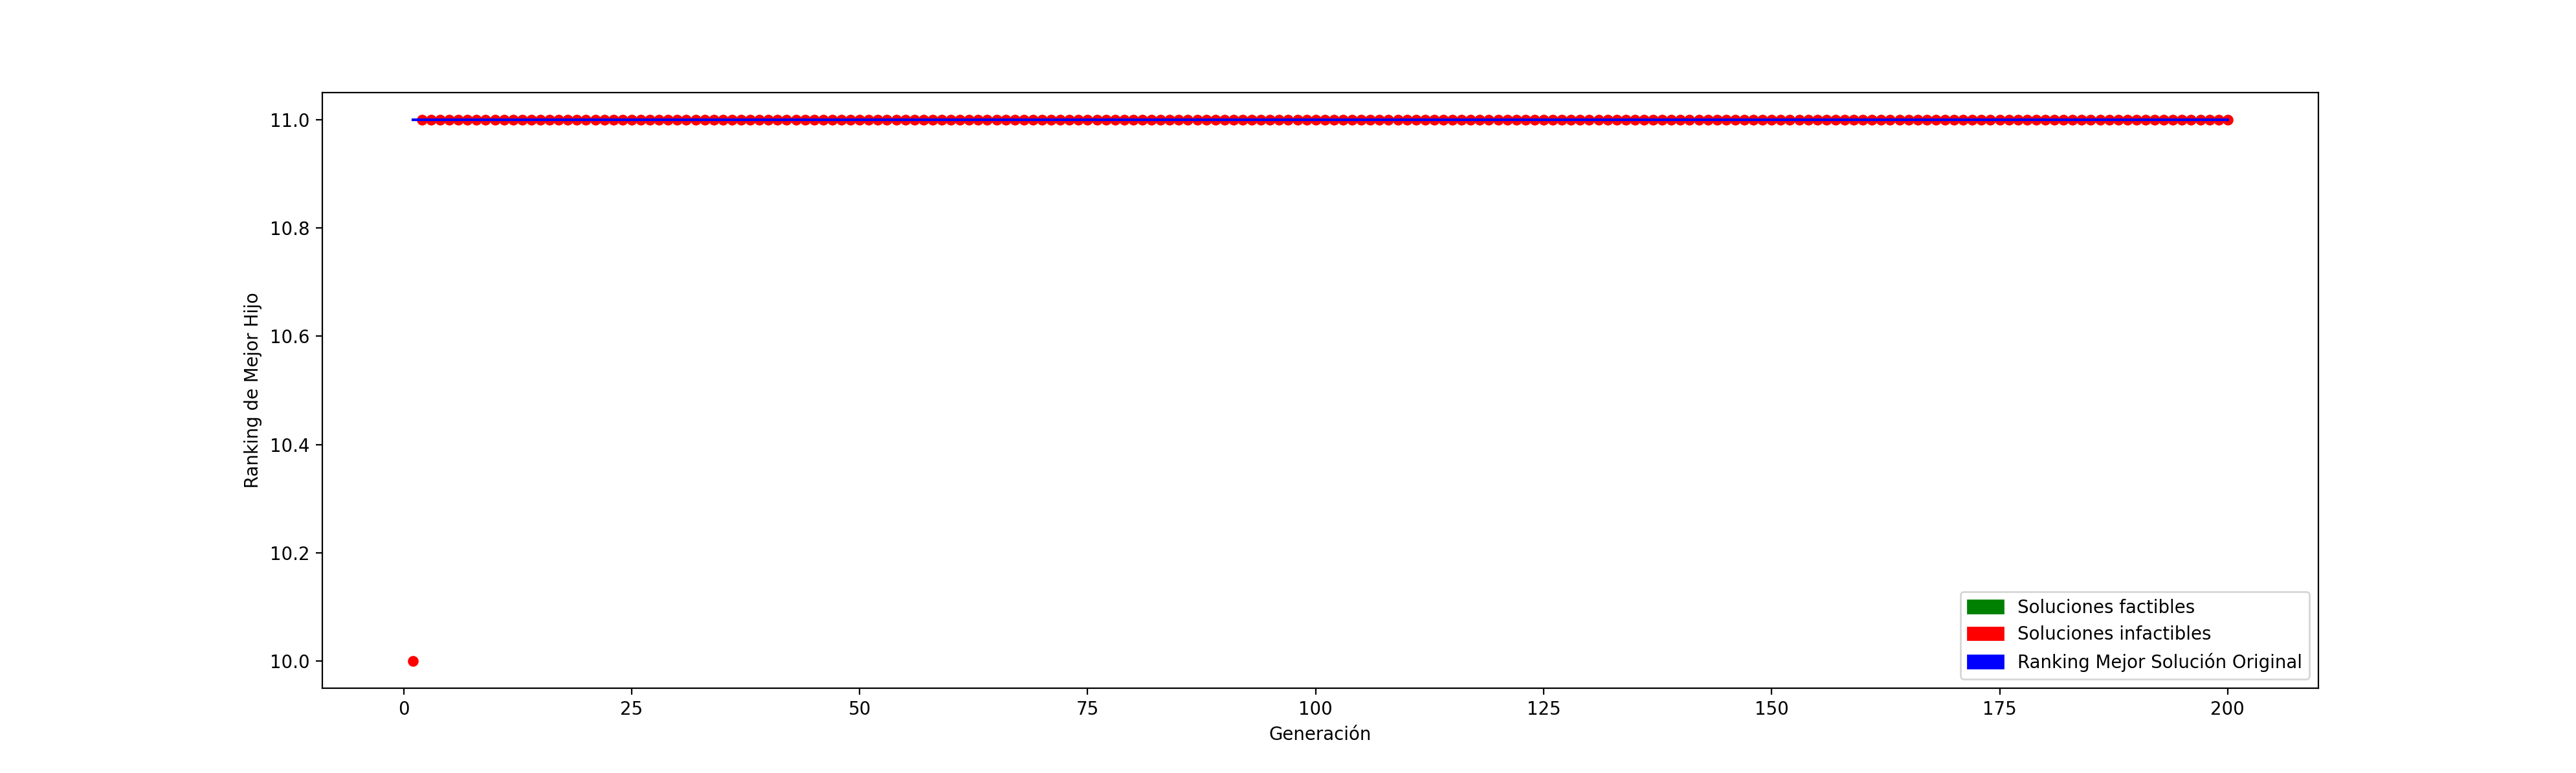 11.0
10.8
10.6
10.4
10.2
10.0
Ranking de Mejor Hijo
0 25 50 75 100 125 150 175 200
Generación
Soluciones factibles
Soluciones infactibles
Ranking Mejor Solución Original